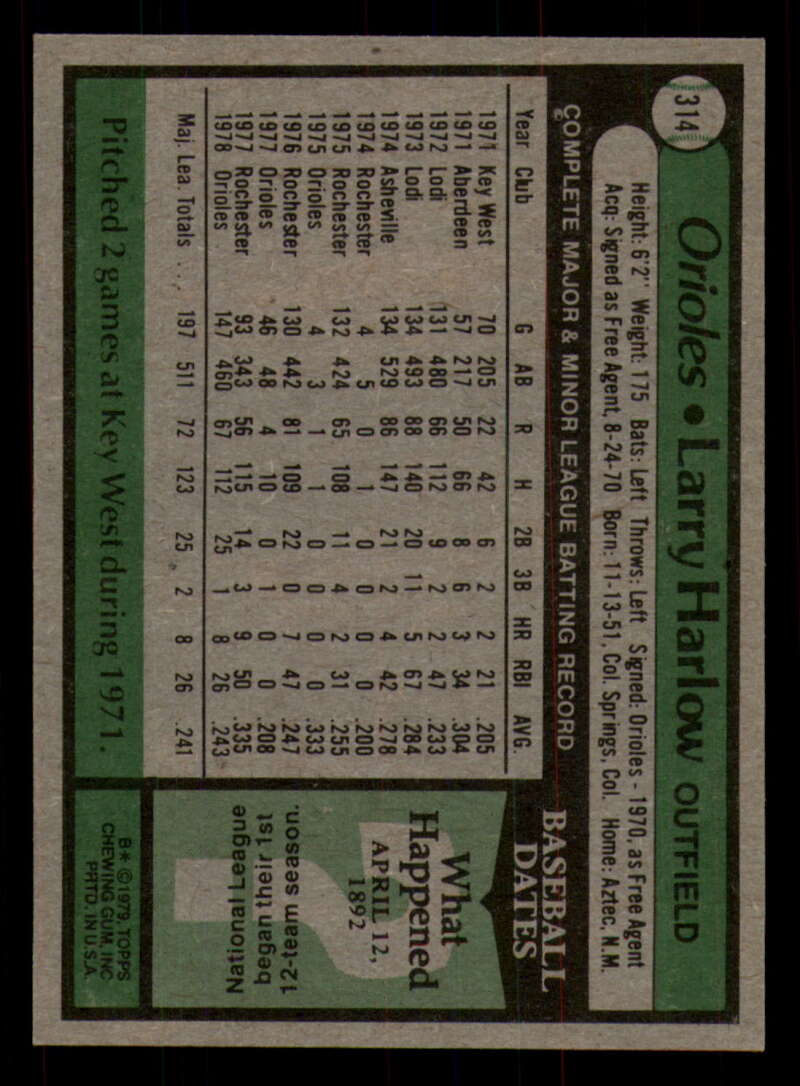 314
Orioles • Larry Harlow OUTFIELD
Height: 6'2" Weight: 175 Bats: Left Throws: Left Signed: Orioles - 1970, as Free Agent
Acq: Signed as Free Agent, 8-24-70 Born: 11-13-51, Col. Springs, Col. Home: Aztec, N.M.
COMPLETE MAJOR & MINOR LEAGUE BATTING RECORD
Year Club G AB R H 2B 3B HR RBI AVG.
1971 Key West 70 205 22 42 6 2 2 21 .205
1971 Aberdeen 57 217 50 66 8 6 3 34 .304
1972 Lodi 131 480 66 112 9 2 2 47 .233
1973 Lodi 134 493 88 140 20 11 5 67 .284
1974 Asheville 134 529 86 147 21 2 4 42 .278
1974 Rochester 4 5 0 1 0 0 0 0 .200
1975 Rochester 132 424 65 108 11 4 2 31 .255
1975 Orioles 4 3 1 1 0 0 0 0 .333
1976 Rochester 130 442 81 109 22 0 7 47 .247
1977 Orioles 46 48 4 10 0 1 0 0 .208
1977 Rochester 93 343 56 115 14 3 9 50 .335
1978 Orioles 147 460 67 112 25 1 8 26 .243
Maj. Lea. Totals . . . 197 511 72 123 25 2 8 26 .241
Pitched 2 games at Key West during 1971.
BASEBALL
DATES
What
Happened
APRIL 12,
1892
?
National League
began their 1st
12-team season.
B* © 1979, TOPPS
CHEWING GUM, INC.
PRTD. IN U.S.A.